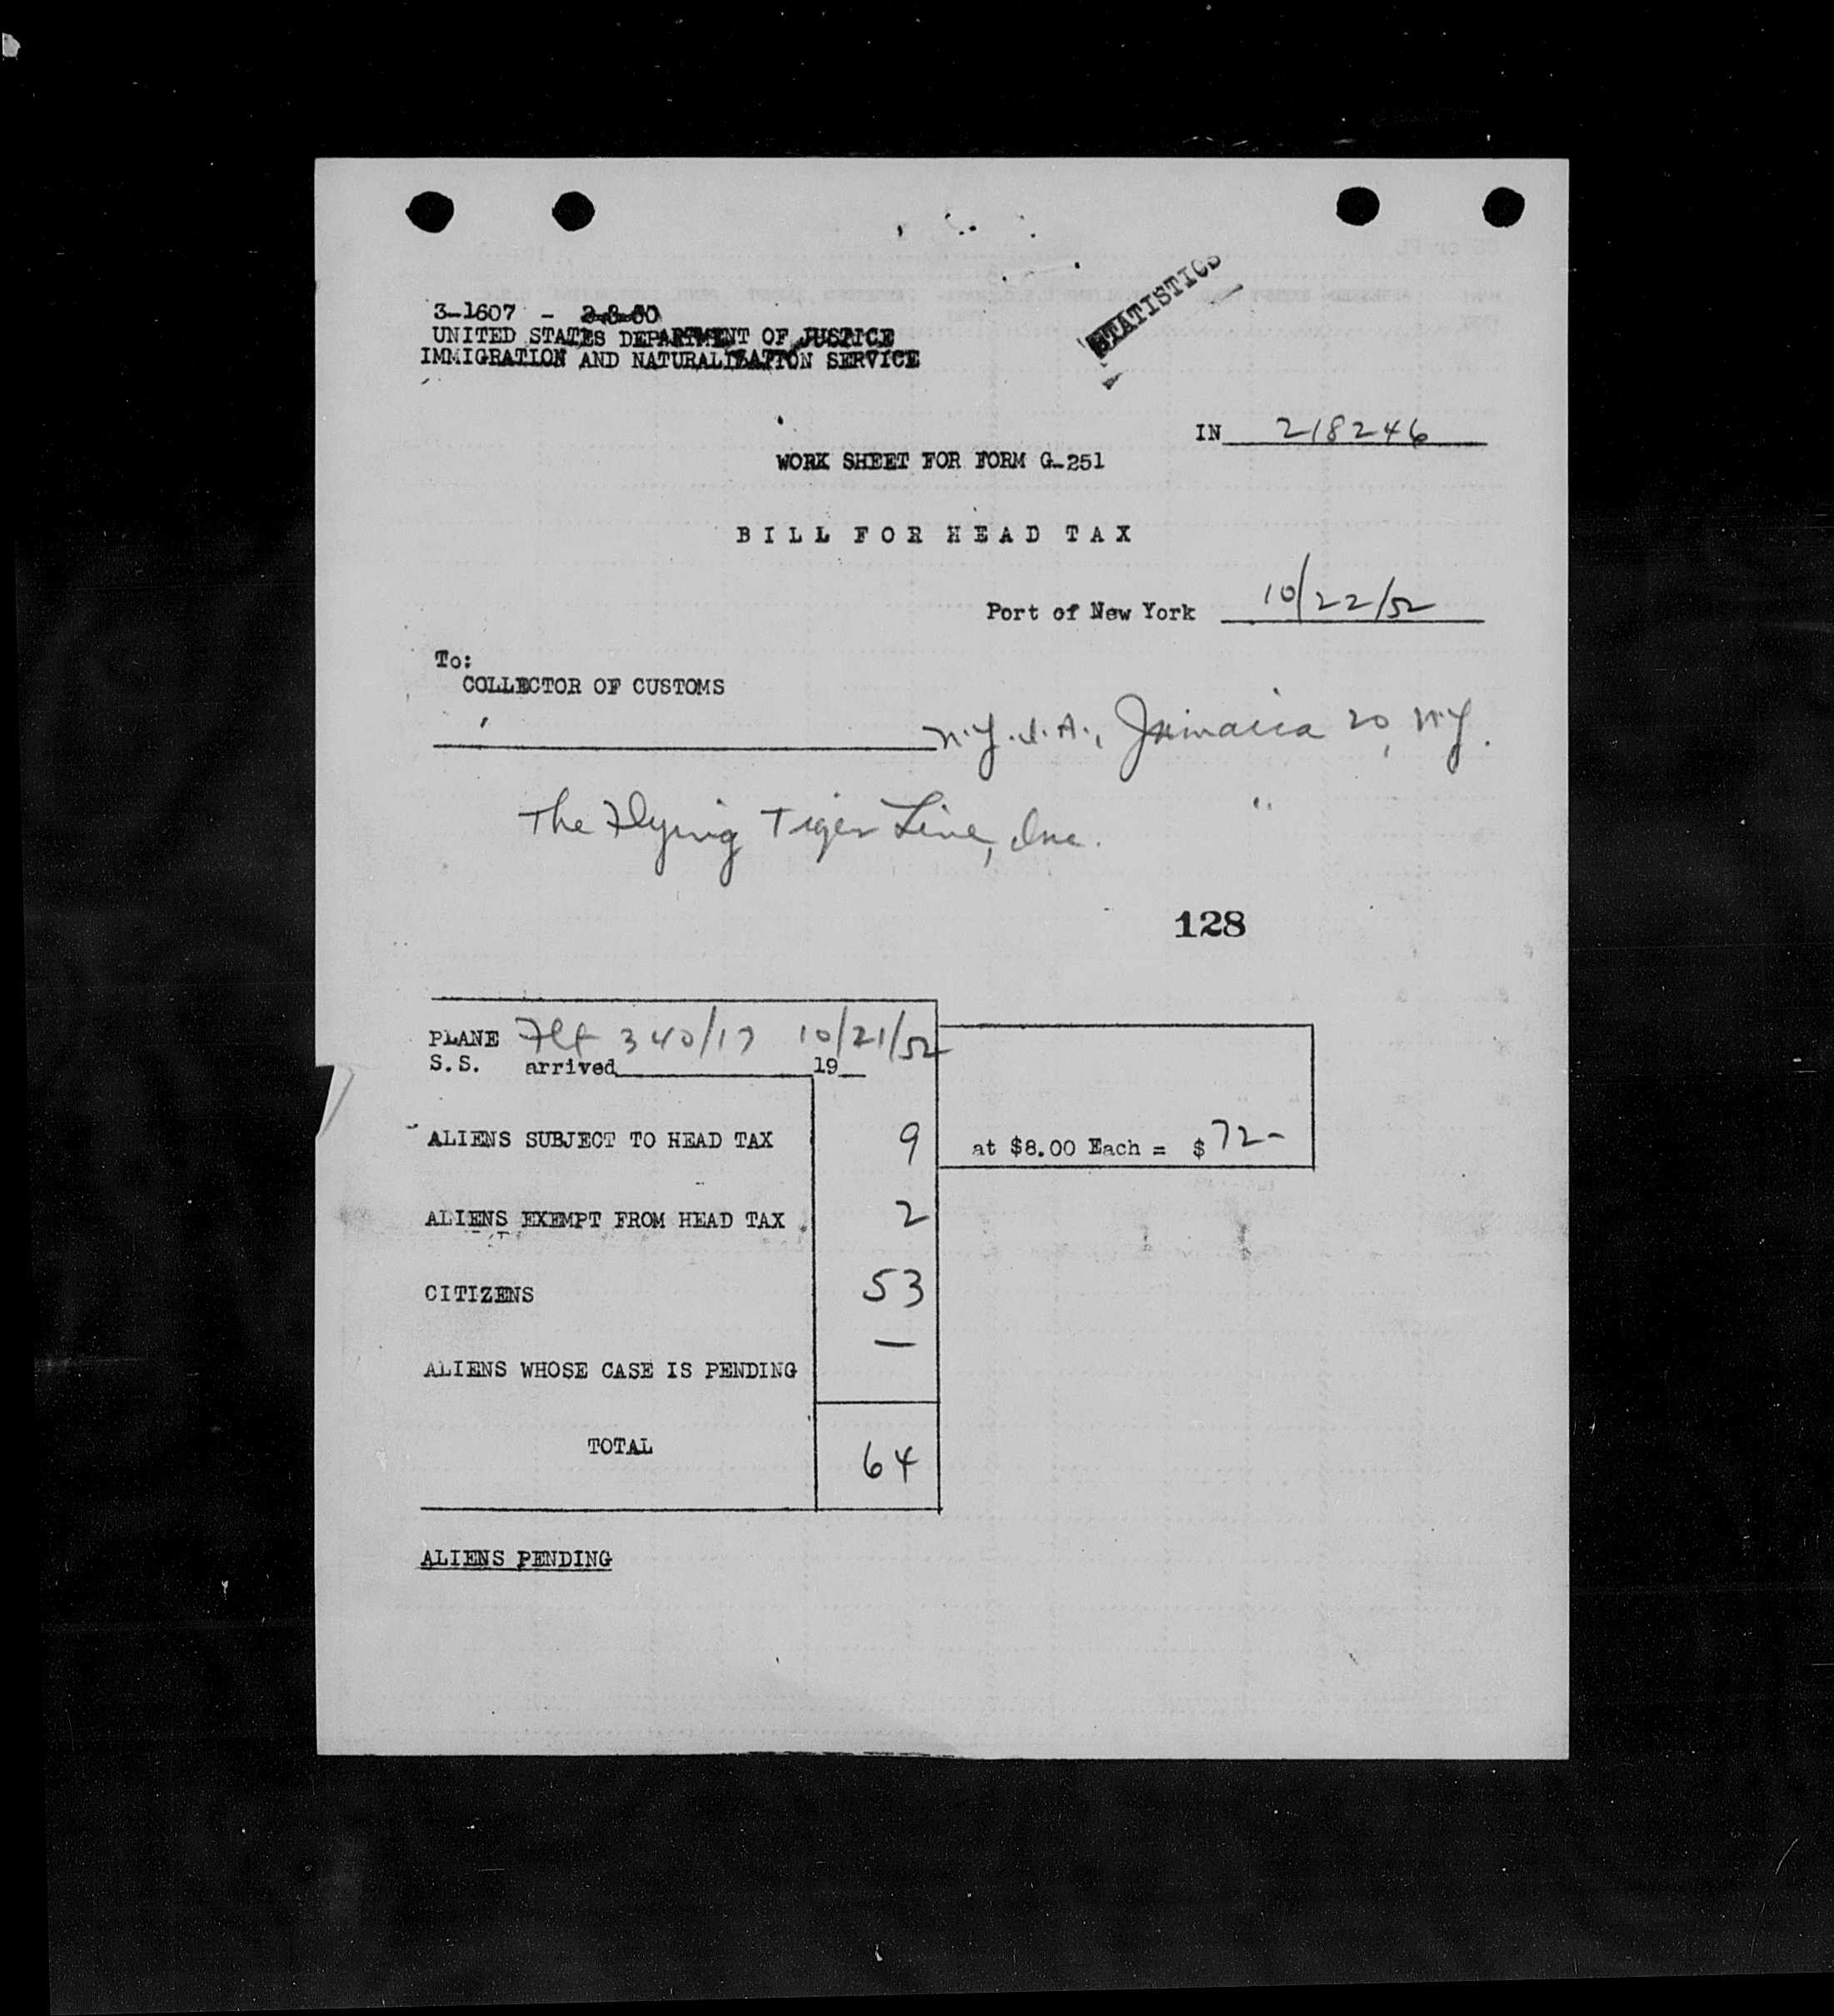 STATISTICS
3-1607 - 2-8-60
UNITED STATES DEPARTMENT OF JUSTICE
IMMIGRATION AND NATURALIZATION SERVICE
IN 218246
WORK SHEET FOR FORM G-251
BILL FOR HEAD TAX
Port of New York 10/22/52
To:
COLLECTOR OF CUSTOMS
N.Y.I.A., Jamaica 20, N.Y.
The Flying Tiger Line, Inc. "
128
PLANE Flt 340/17 10/21/52
S.S. arrived 19
ALIENS SUBJECT TO HEAD TAX 9 at $8.00 Each = $ 72-
ALIENS EXEMPT FROM HEAD TAX 2
CITIZENS 53
ALIENS WHOSE CASE IS PENDING —
TOTAL 64
ALIENS PENDING